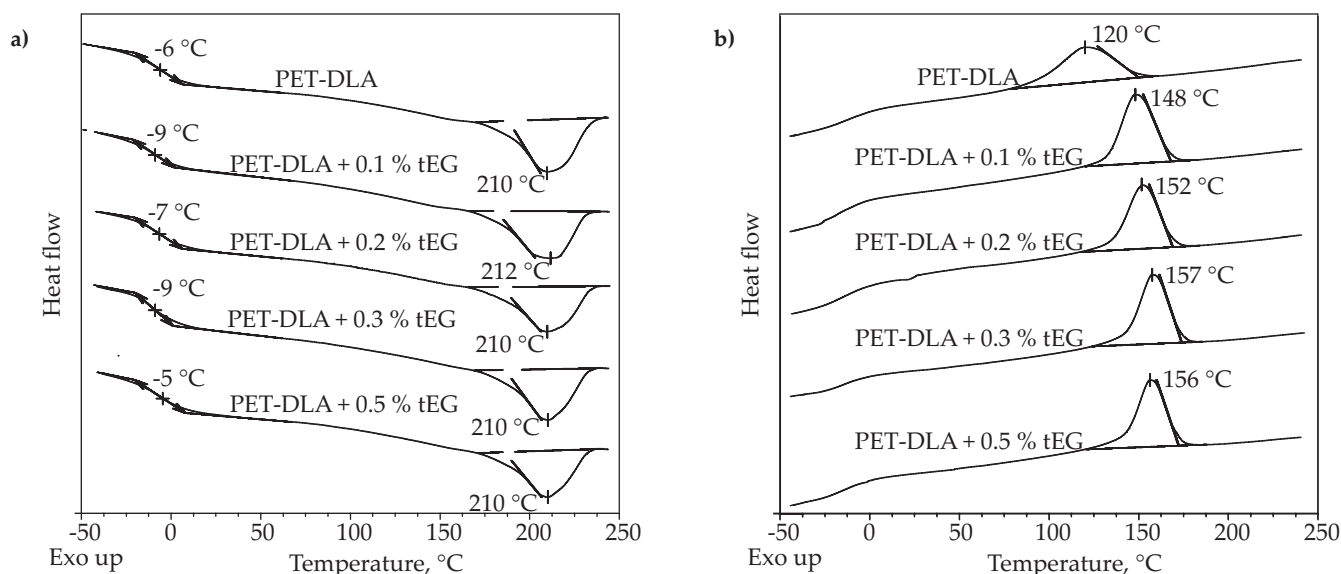 a)
-6 °C
PET-DLA
-9 °C
PET-DLA + 0.1 % tEG
210 °C
-7 °C
PET-DLA + 0.2 % tEG
212 °C
-9 °C
PET-DLA + 0.3 % tEG
210 °C
-5 °C
PET-DLA + 0.5 % tEG
210 °C
210 °C
Heat flow
-50 0 50 100 150 200 250
Exo up
Temperature, °C
b)
120 °C
PET-DLA
148 °C
PET-DLA + 0.1 % tEG
152 °C
PET-DLA + 0.2 % tEG
157 °C
PET-DLA + 0.3 % tEG
156 °C
PET-DLA + 0.5 % tEG
Heat flow
-50 0 50 100 150 200 250
Exo up
Temperature, °C